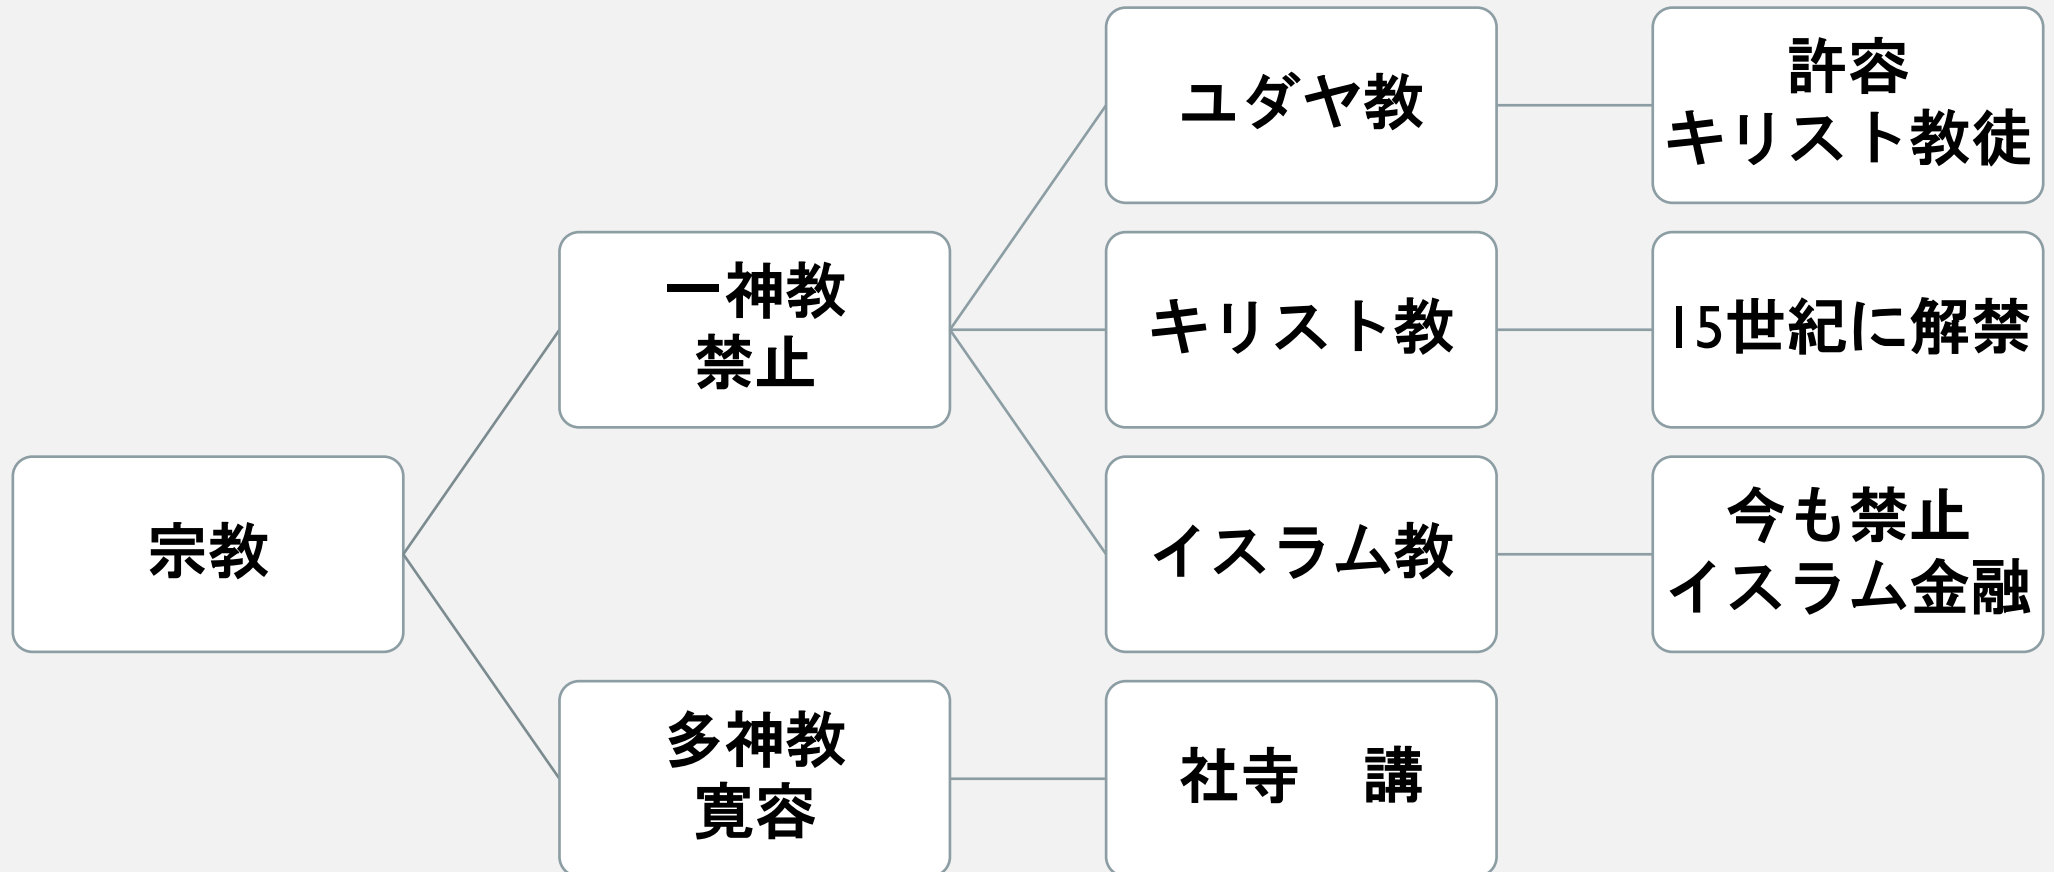 ユダヤ教
許容
キリスト教徒
一神教
禁止
キリスト教
15世紀に解禁
宗教
イスラム教
今も禁止
イスラム金融
多神教
寛容
社寺　講